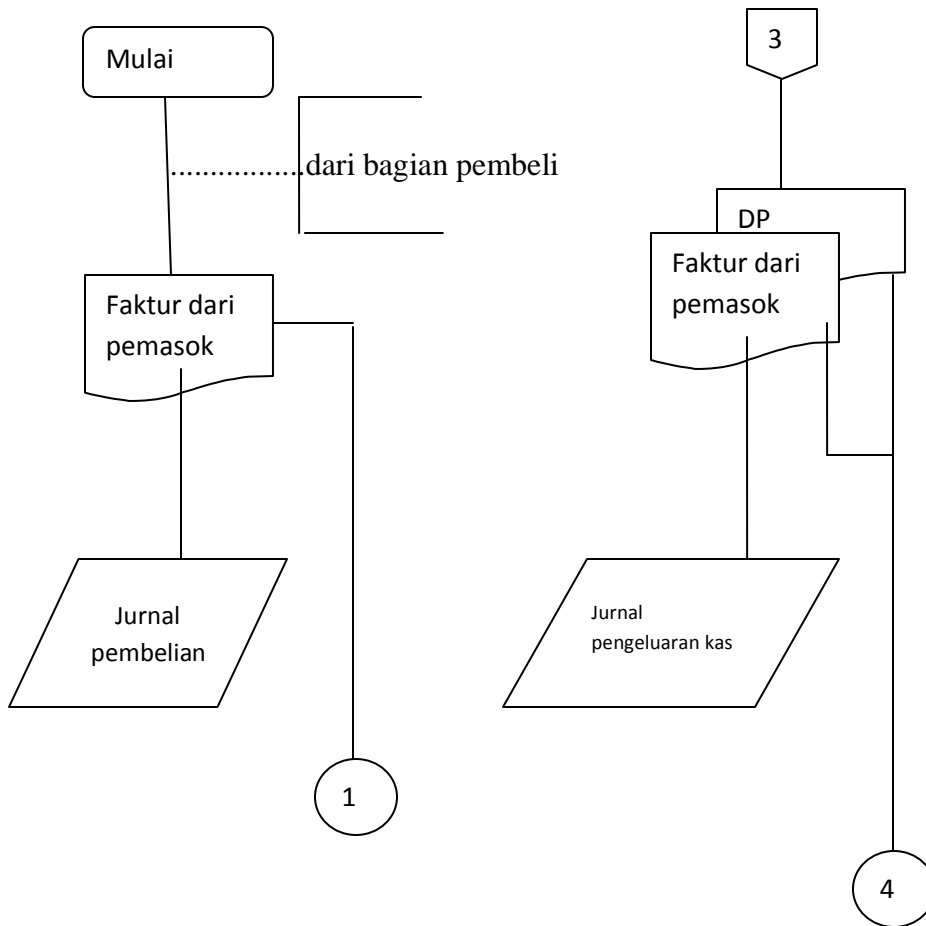 Mulai
.................dari bagian pembeli
Faktur dari
pemasok
Jurnal
pembelian
1
3
DP
Faktur dari
pemasok
Jurnal
pengeluaran kas
4